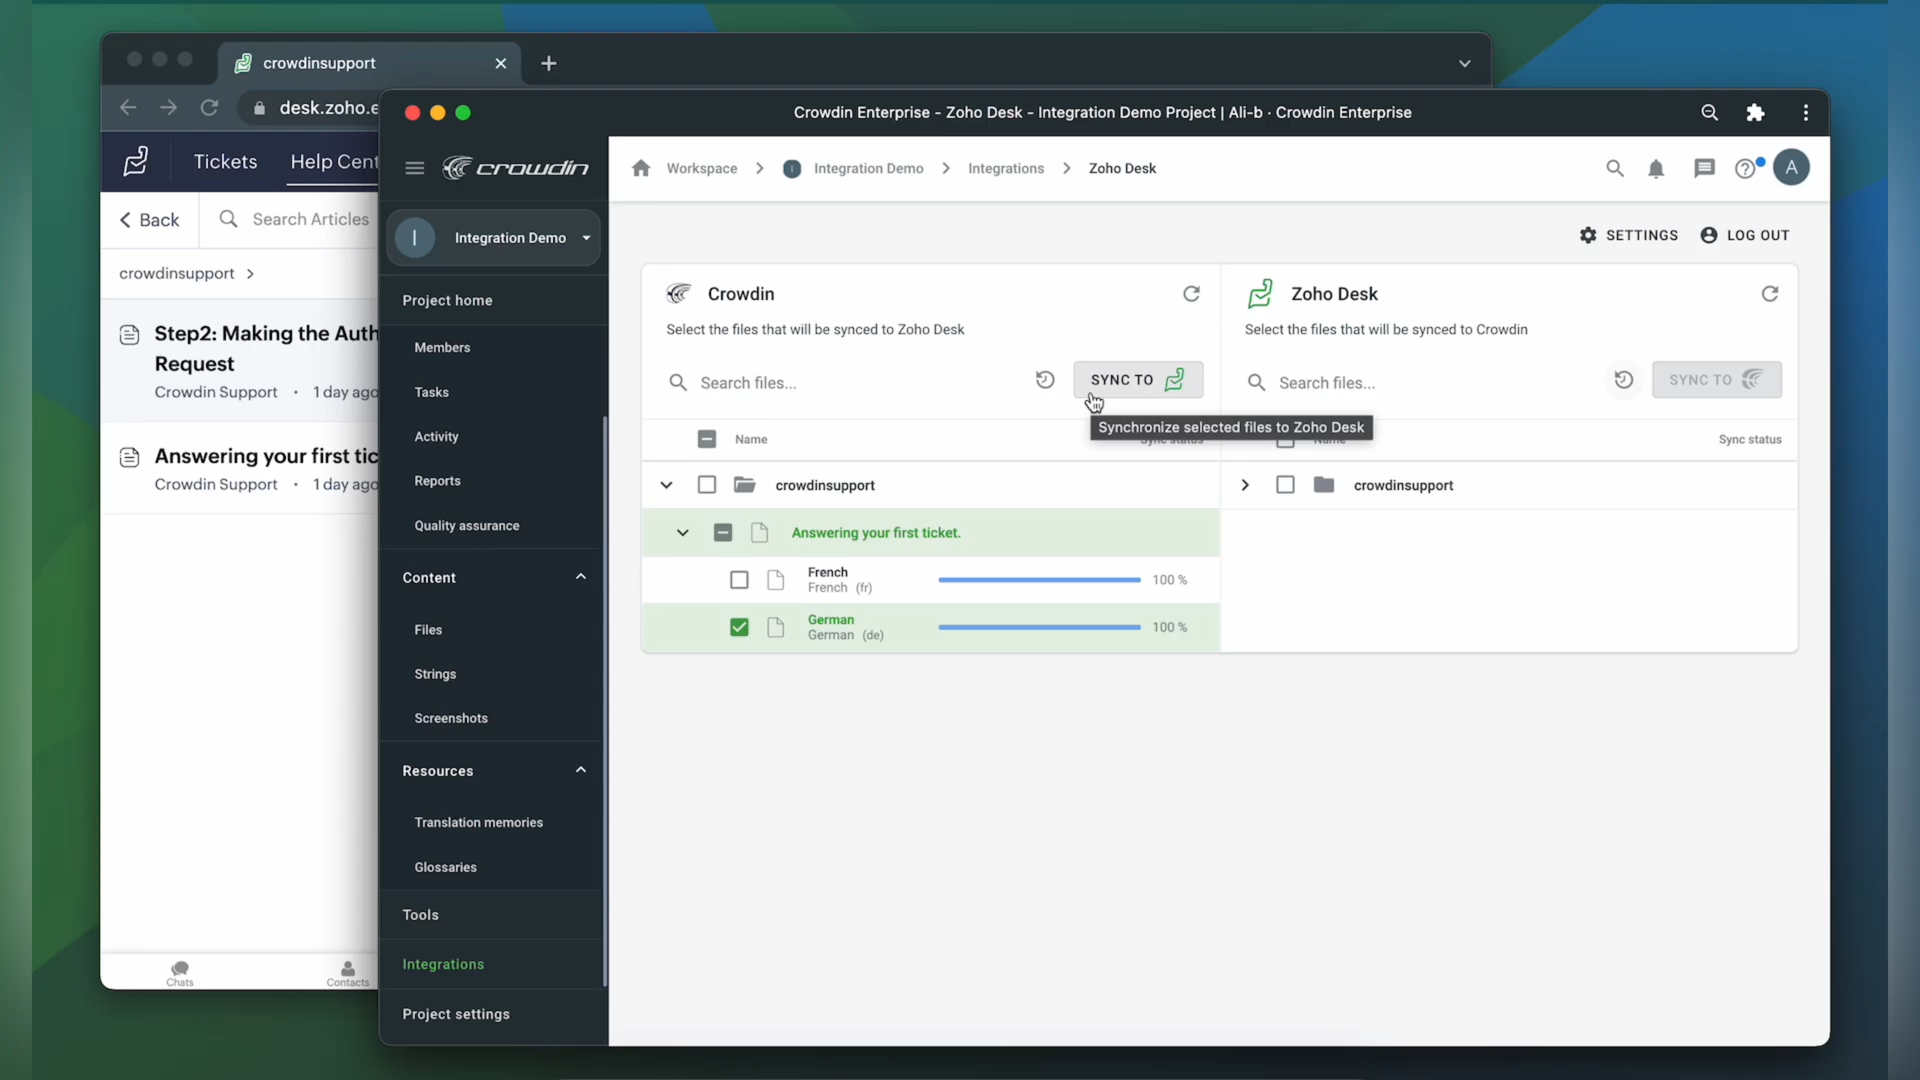 crowdinsupport
desk.zoho.e
Tickets
Help Cent
Back
Search Articles
crowdinsupport
Step2: Making the Auth
Request
Crowdin Support • 1 day ago
Answering your first tic
Crowdin Support • 1 day ago
Chats
Contacts
Crowdin Enterprise - Zoho Desk - Integration Demo Project | Ali-b · Crowdin Enterprise
crowdin
I
Integration Demo
Project home
Members
Tasks
Activity
Reports
Quality assurance
Content
Files
Strings
Screenshots
Resources
Translation memories
Glossaries
Tools
Integrations
Project settings
Workspace
I
Integration Demo
Integrations
Zoho Desk
A
SETTINGS
LOG OUT
Crowdin
Select the files that will be synced to Zoho Desk
Search files...
SYNC TO
Synchronize selected files to Zoho Desk
Name
Sync status
crowdinsupport
Answering your first ticket.
French
French (fr)
100 %
German
German (de)
100 %
Zoho Desk
Select the files that will be synced to Crowdin
Search files...
SYNC TO
Name
Sync status
crowdinsupport